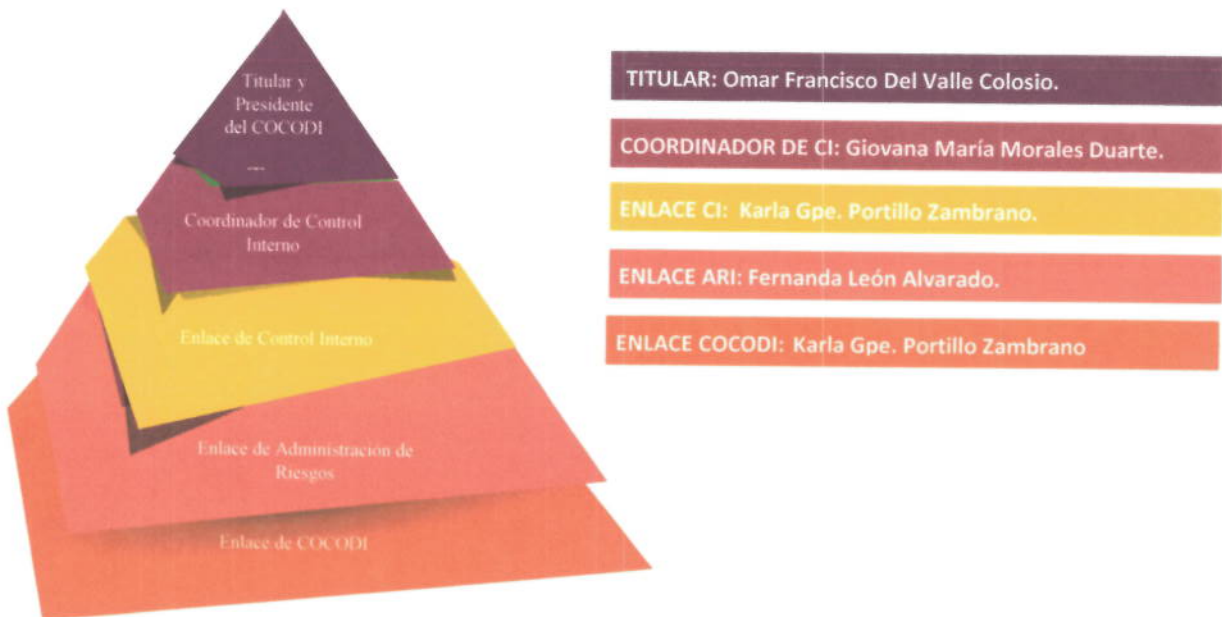 Titular y
Presidente
del COCODI
Coordinador de Control
Interno
Enlace de Control Interno
Enlace de Administración de
Riesgos
Enlace de COCODI
TITULAR: Omar Francisco Del Valle Colosio.
COORDINADOR DE CI: Giovana María Morales Duarte.
ENLACE CI: Karla Gpe. Portillo Zambrano.
ENLACE ARI: Fernanda León Alvarado.
ENLACE COCODI: Karla Gpe. Portillo Zambrano